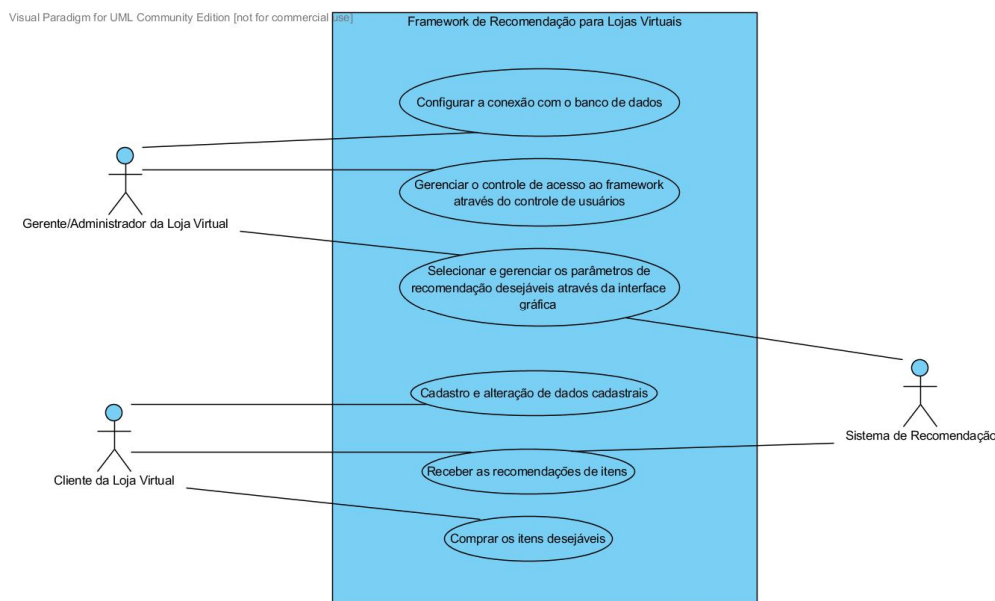 Visual Paradigm for UML Community Edition [not for commercial use]
Framework de Recomendação para Lojas Virtuais
Configurar a conexão com o banco de dados
Gerenciar o controle de acesso ao framework
através do controle de usuários
Gerente/Administrador da Loja Virtual
Selecionar e gerenciar os parâmetros de
recomendação desejáveis através da interface
gráfica
Cadastro e alteração de dados cadastrais
Sistema de Recomendação
Receber as recomendações de itens
Cliente da Loja Virtual
Comprar os itens desejáveis